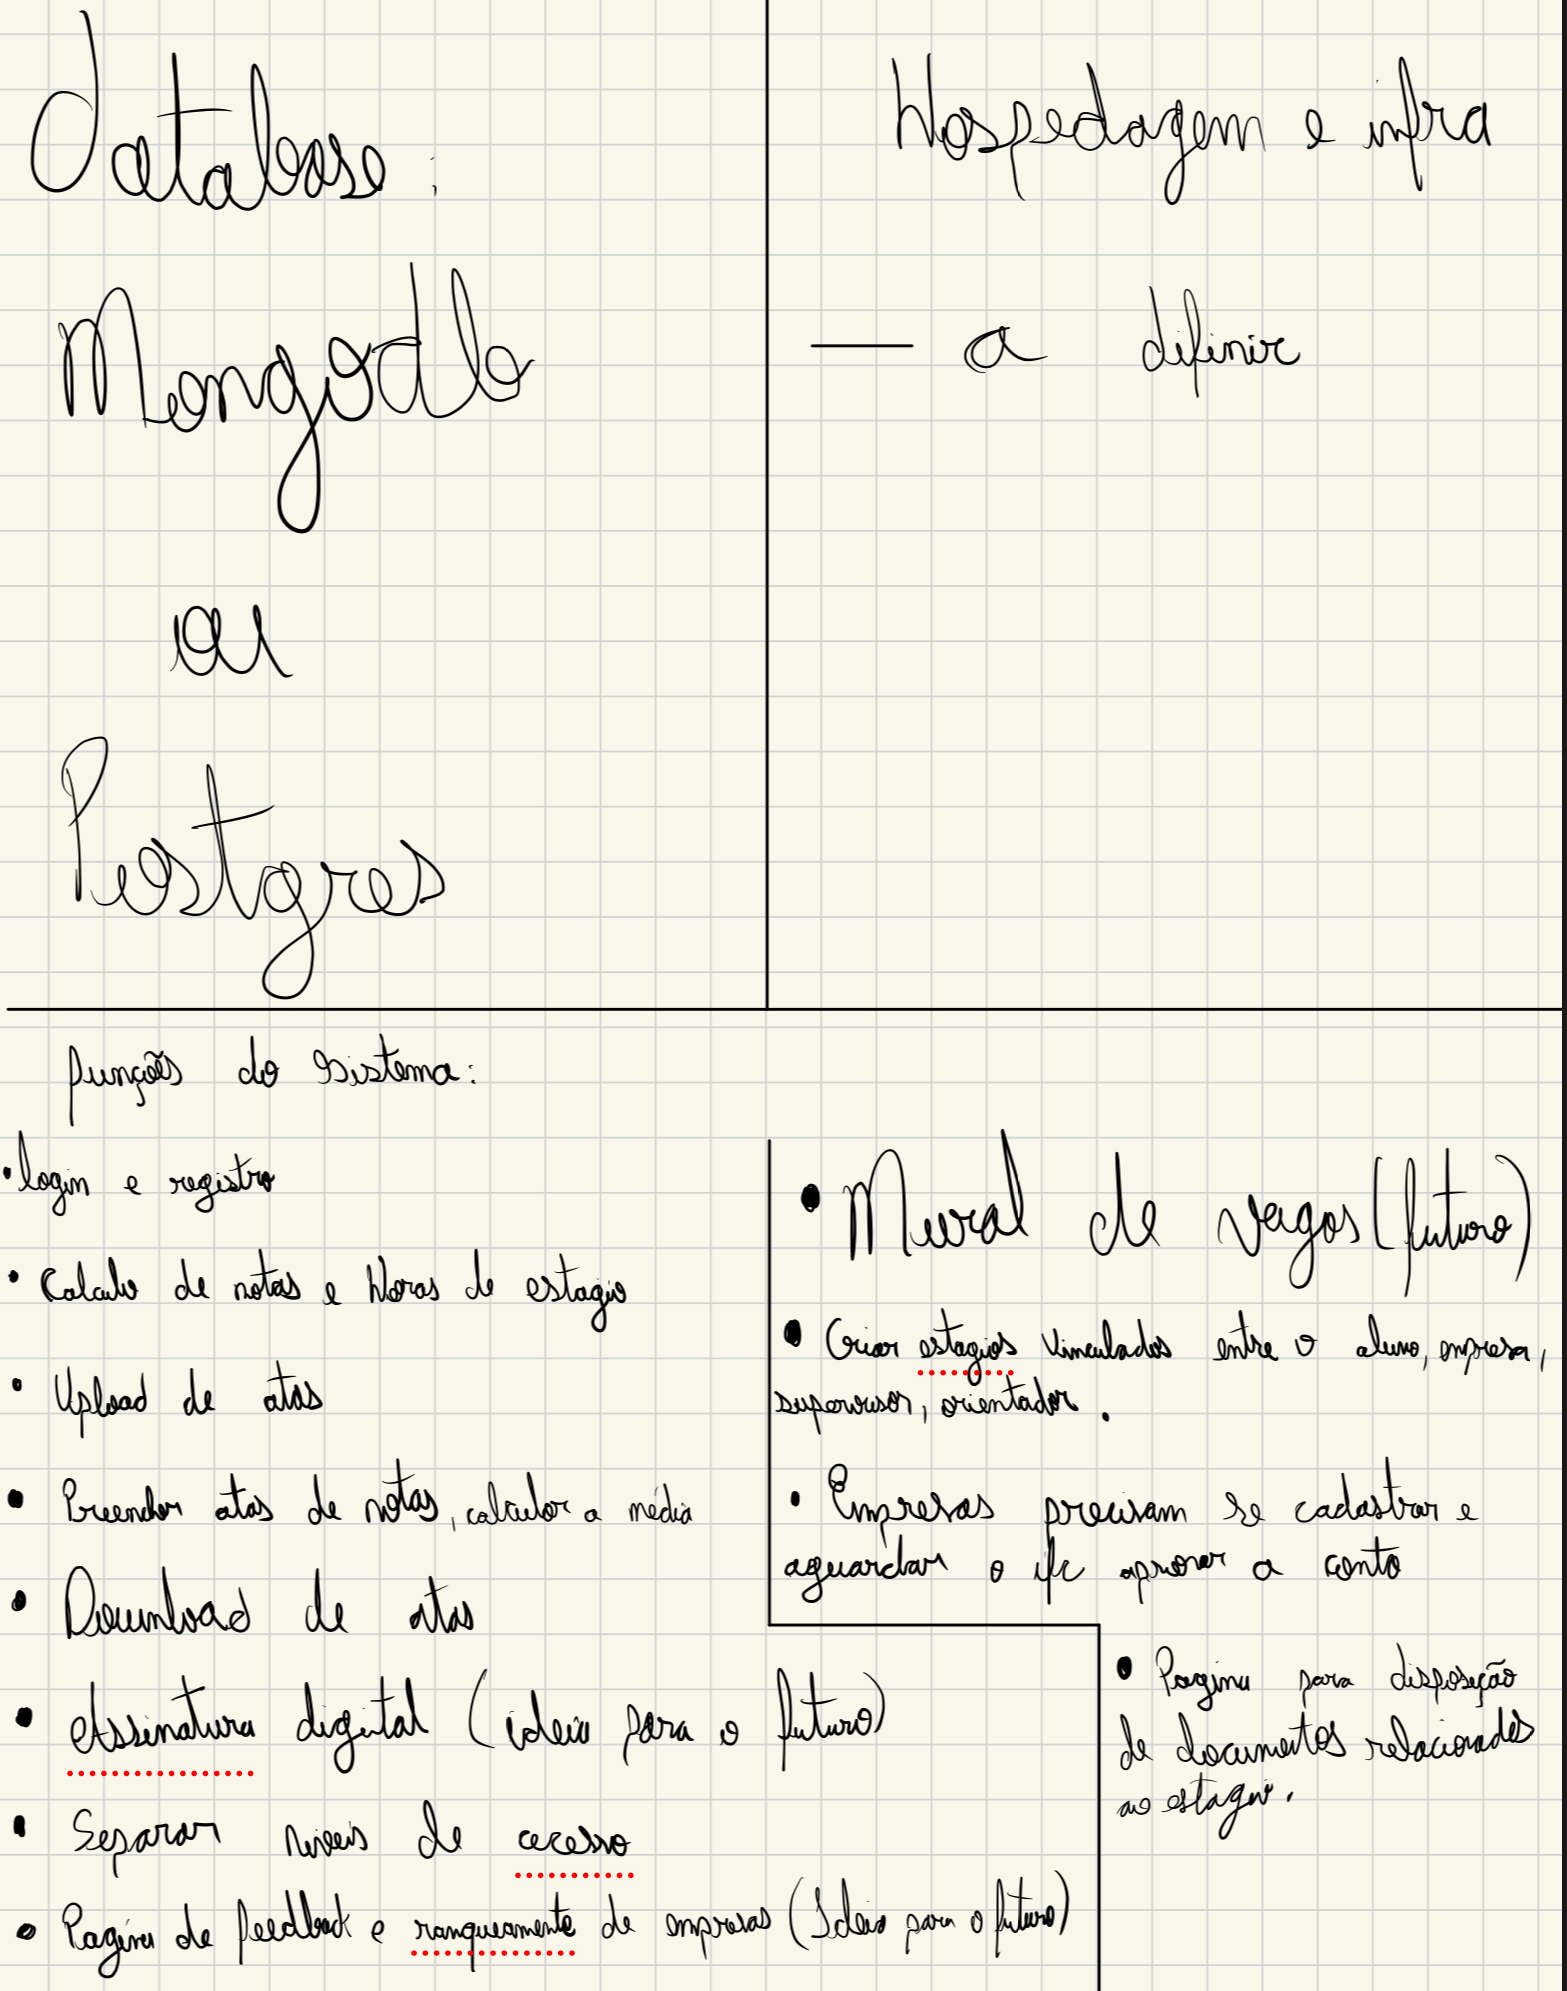 Database:
Mongodb
ou
Postgres
Hospedagem e infra
— a difinir
funções do sistema:
• login e registro
• Calculo de notas e Horas de estagio
• Upload de atas
• Preencher atas de notas, calcular a média
• Download de atas
• Assinatura digital (ideia para o futuro)
• Separar niveis de acesso
• Pagina de feedback e ranqueamento de empresas (Ideia para o futuro)
• Mural de vagas (futuro)
• Criar estagios vinculados entre o aluno, empresa,
supervisor, orientador.
• Empresas precisam se cadastrar e
aguardar o ifc aprovar a conta
• Pagina para disposição
de documentos relacionados
ao estagio.